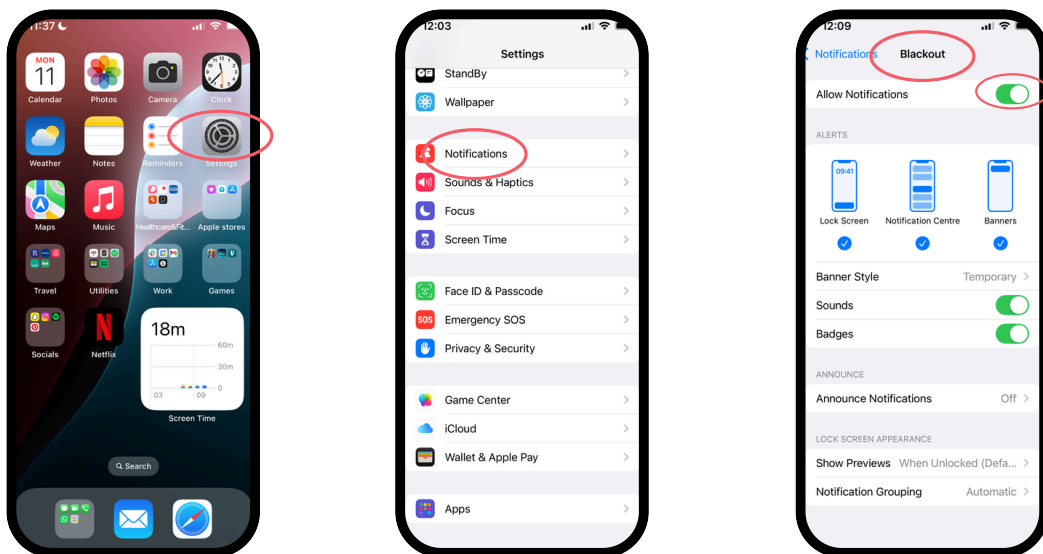 11:37
MON
11
Calendar
Photos
Camera
Clock
Weather
Notes
Reminders
Settings
Maps
Music
Healthcare&Fit...
Apple stores
Travel
Utilities
Work
Games
Socials
Netflix
18m
60m
30m
0
03 09
Screen Time
Search
12:03
Settings
StandBy
Wallpaper
Notifications
Sounds & Haptics
Focus
Screen Time
Face ID & Passcode
SOS Emergency SOS
Privacy & Security
Game Center
iCloud
Wallet & Apple Pay
Apps
12:09
Notifications Blackout
Allow Notifications
ALERTS
09:41
Lock Screen Notification Centre Banners
Banner Style Temporary
Sounds
Badges
ANNOUNCE
Announce Notifications Off
LOCK SCREEN APPEARANCE
Show Previews When Unlocked (Defa...
Notification Grouping Automatic